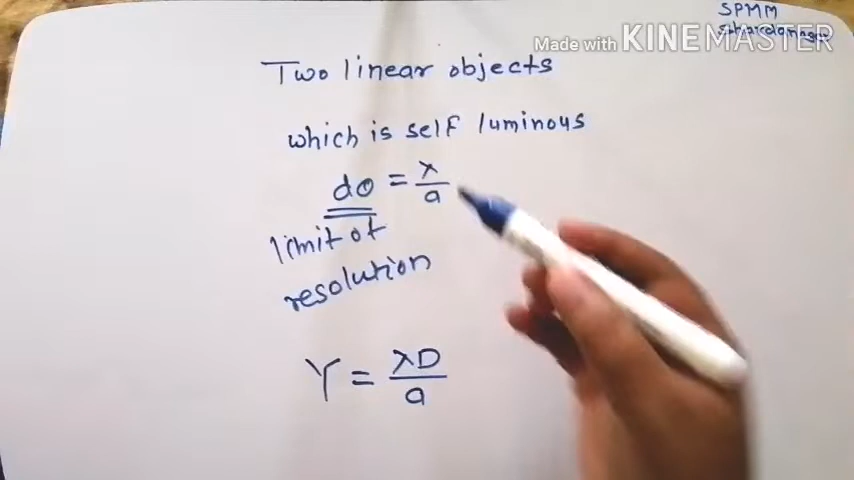 SPMM
Made with KINEMASTER
Two linear objects
which is self luminous
dθ = λ/a
limit of
resolution
Y = λD/a